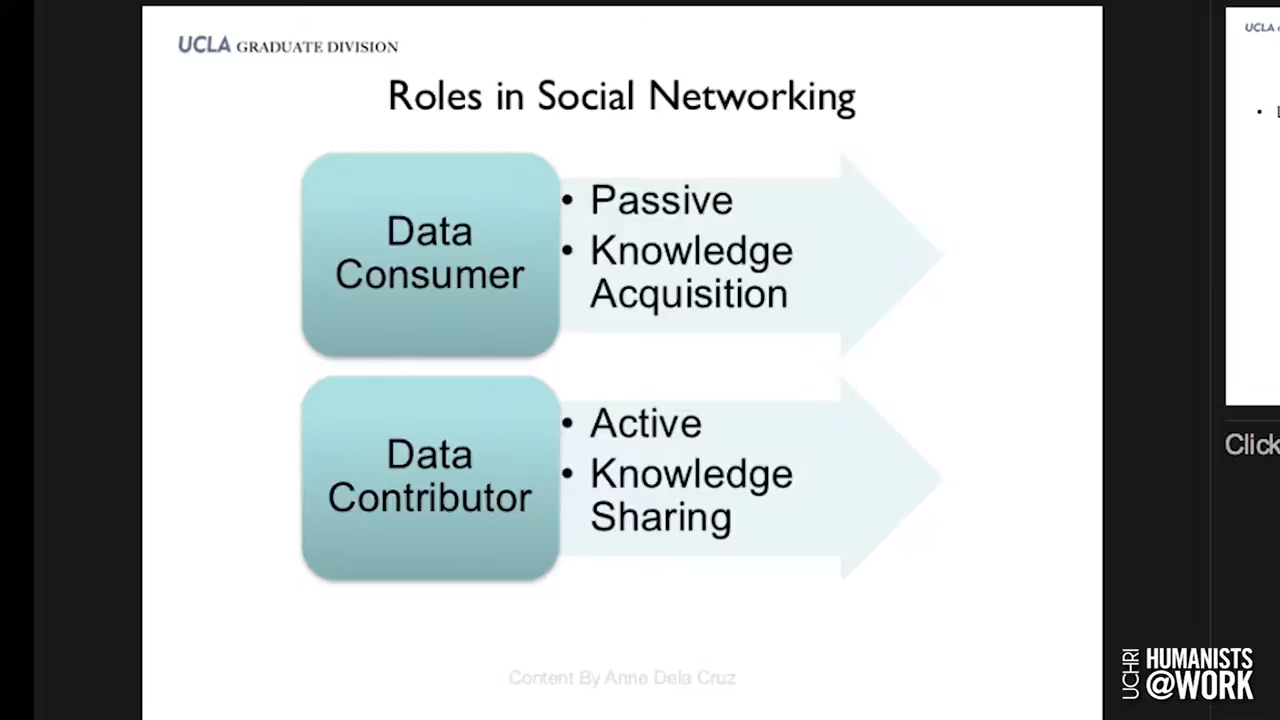 UCLA GRADUATE DIVISION
Roles in Social Networking
Data
Consumer
• Passive
• Knowledge
Acquisition
Data
Contributor
• Active
• Knowledge
Sharing
Content By Anne Dela Cruz
UCLA
Click
UCHRI
HUMANISTS
@WORK